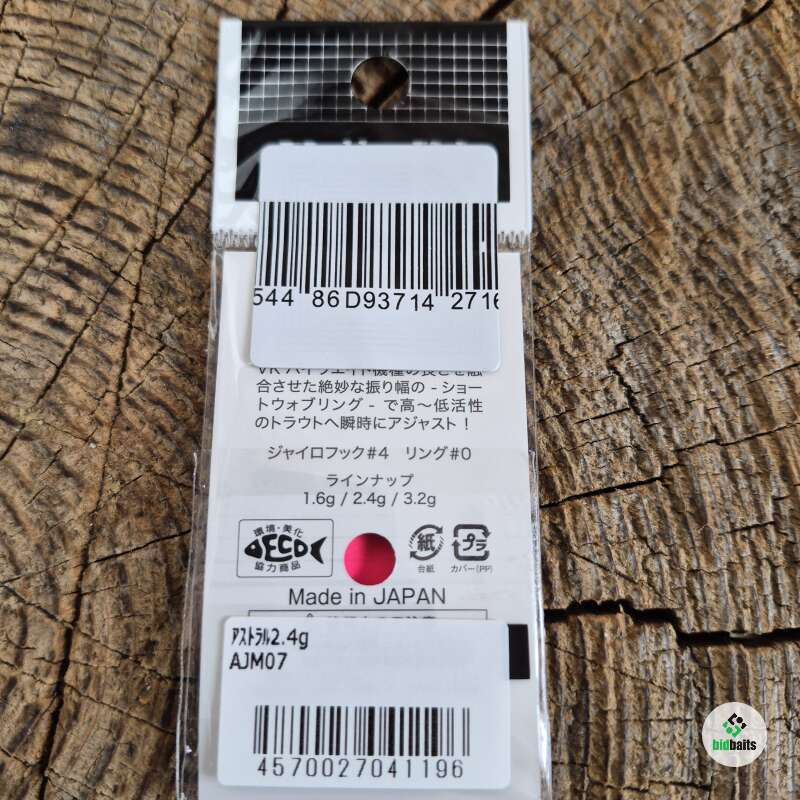 544 86D93714 2716
合させた絶妙な振り幅の - ショー
トウォブリング - で高～低活性
のトラウトへ瞬時にアジャスト！
ジャイロフック#4 リング#0
ラインナップ
1.6g / 2.4g / 3.2g
環境・美化
ECO
協力商品
紙
台紙
プラ
カバー(PP)
Made in JAPAN
ｱｽﾄﾗﾙ2.4g
AJM07
4570027041196
bidbaits